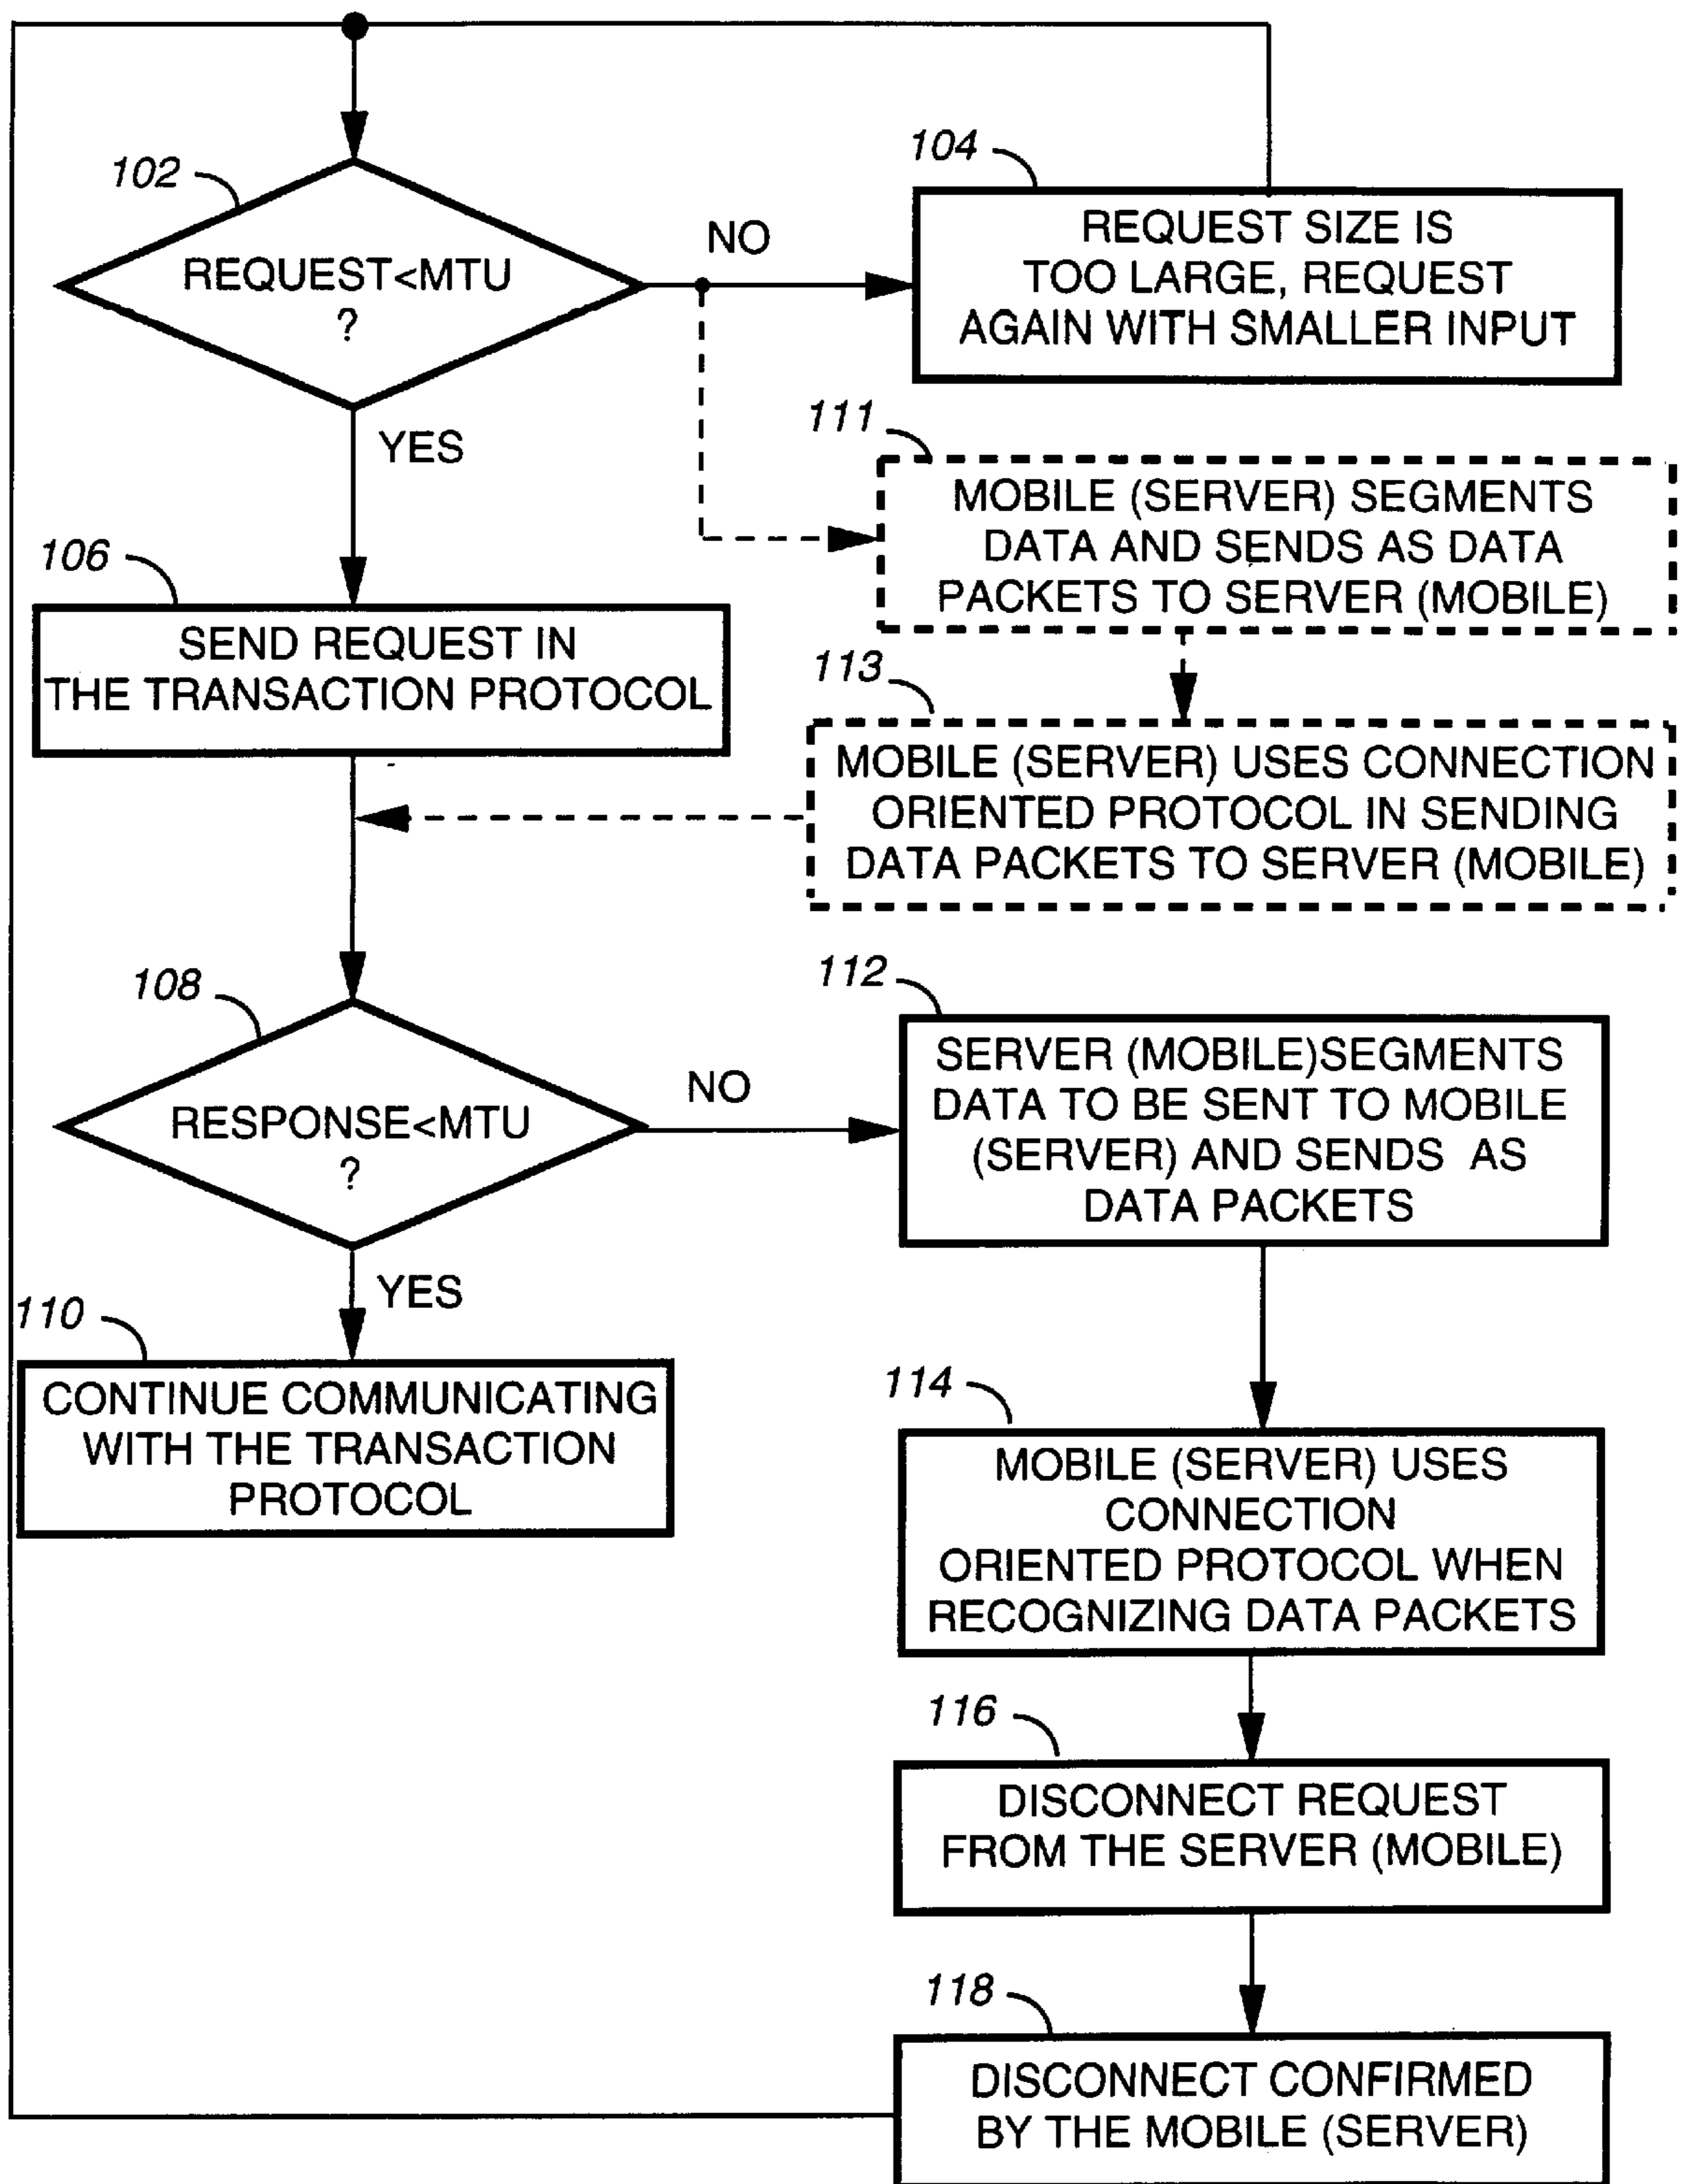 102
REQUEST<MTU
?
NO
YES
104
REQUEST SIZE IS
TOO LARGE, REQUEST
AGAIN WITH SMALLER INPUT
111
MOBILE (SERVER) SEGMENTS
DATA AND SENDS AS DATA
PACKETS TO SERVER (MOBILE)
106
SEND REQUEST IN
THE TRANSACTION PROTOCOL
113
MOBILE (SERVER) USES CONNECTION
ORIENTED PROTOCOL IN SENDING
DATA PACKETS TO SERVER (MOBILE)
108
RESPONSE<MTU
?
NO
YES
112
SERVER (MOBILE)SEGMENTS
DATA TO BE SENT TO MOBILE
(SERVER) AND SENDS AS
DATA PACKETS
110
CONTINUE COMMUNICATING
WITH THE TRANSACTION
PROTOCOL
114
MOBILE (SERVER) USES
CONNECTION
ORIENTED PROTOCOL WHEN
RECOGNIZING DATA PACKETS
116
DISCONNECT REQUEST
FROM THE SERVER (MOBILE)
118
DISCONNECT CONFIRMED
BY THE MOBILE (SERVER)